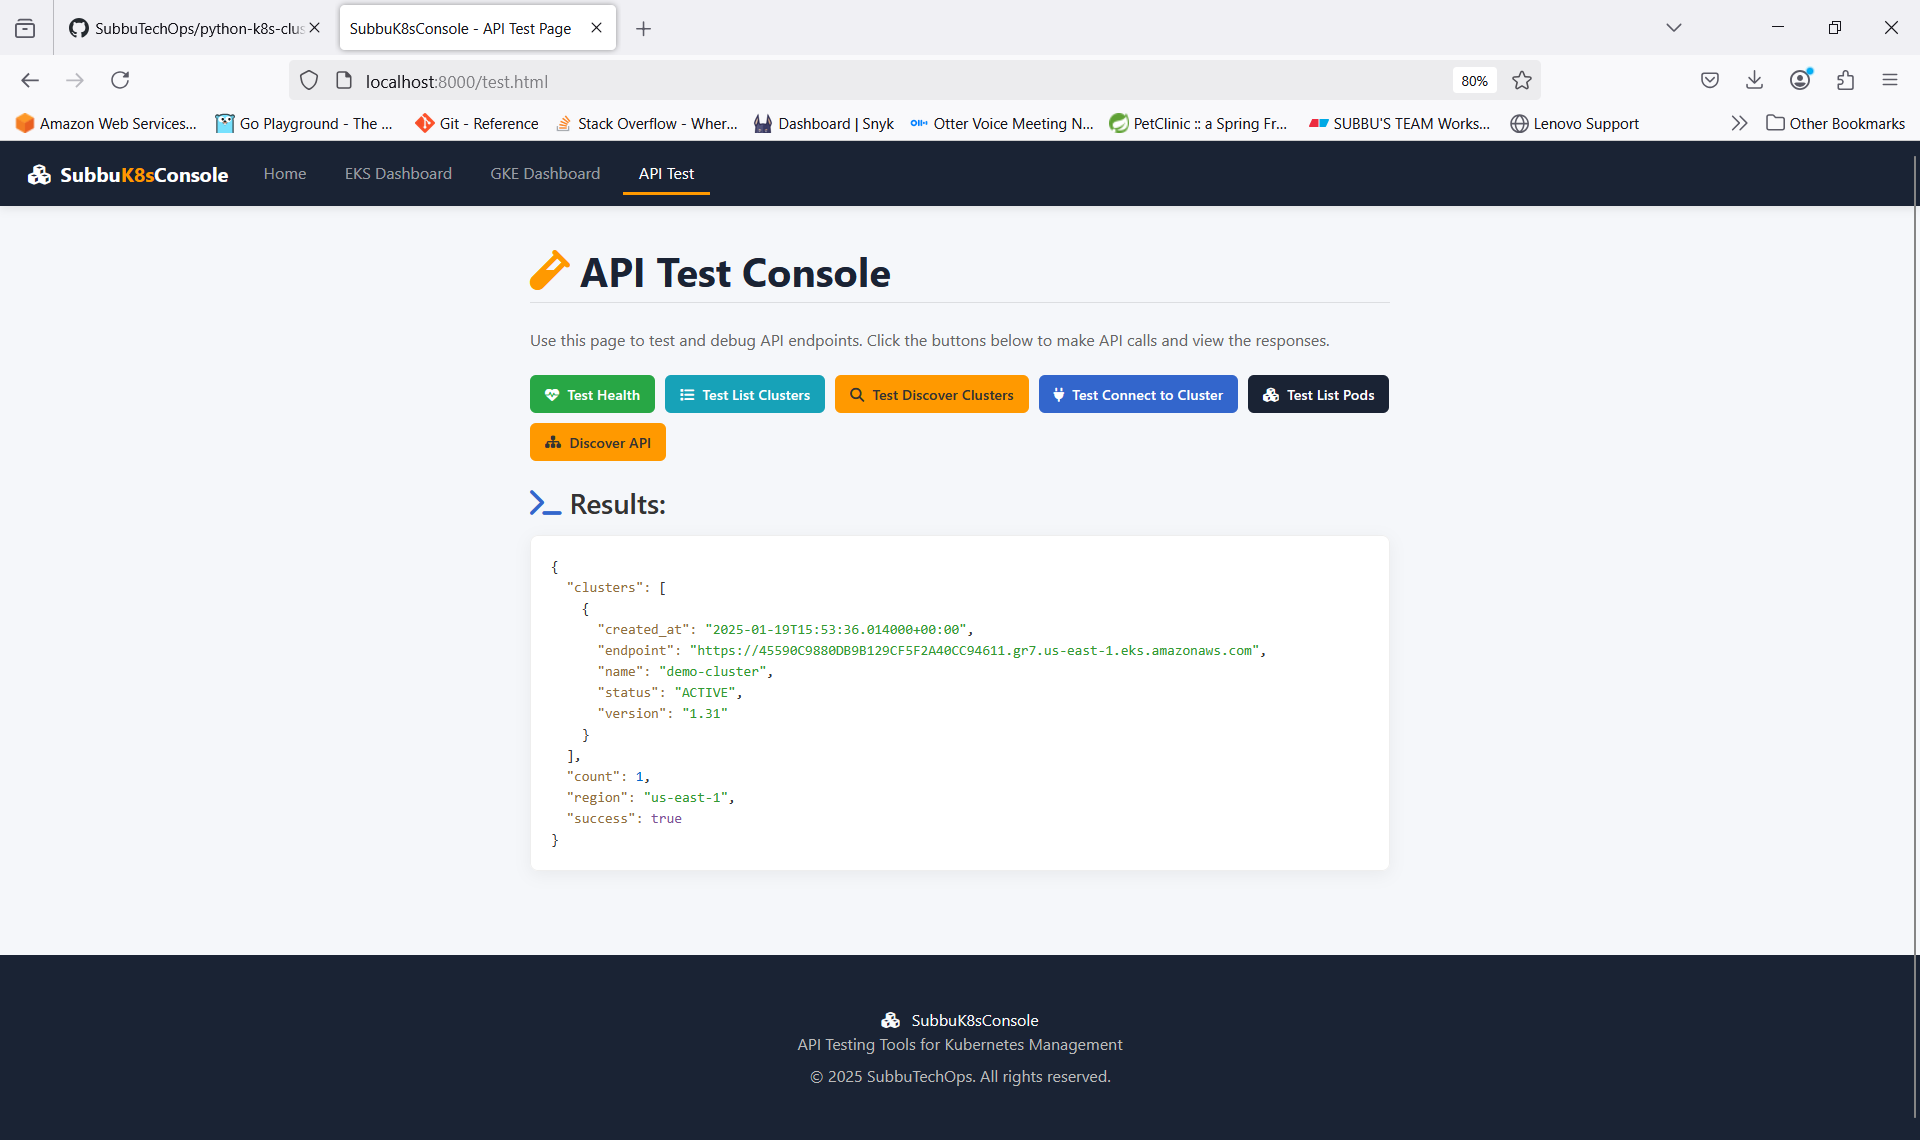 SubbuTechOps/python-k8s-clus
SubbuK8sConsole - API Test Page
localhost:8000/test.html
80%
Amazon Web Services...
Go Playground - The ...
Git - Reference
Stack Overflow - Wher...
Dashboard | Snyk
Otter Voice Meeting N...
PetClinic :: a Spring Fr...
SUBBU'S TEAM Works...
Lenovo Support
Other Bookmarks
SubbuK8sConsole
Home
EKS Dashboard
GKE Dashboard
API Test
API Test Console
Use this page to test and debug API endpoints. Click the buttons below to make API calls and view the responses.
Test Health
Test List Clusters
Test Discover Clusters
Test Connect to Cluster
Test List Pods
Discover API
Results:
{
  "clusters": [
    {
      "created_at": "2025-01-19T15:53:36.014000+00:00",
      "endpoint": "https://45590C9880DB9B129CF5F2A40CC94611.gr7.us-east-1.eks.amazonaws.com",
      "name": "demo-cluster",
      "status": "ACTIVE",
      "version": "1.31"
    }
  ],
  "count": 1,
  "region": "us-east-1",
  "success": true
}
SubbuK8sConsole
API Testing Tools for Kubernetes Management
© 2025 SubbuTechOps. All rights reserved.